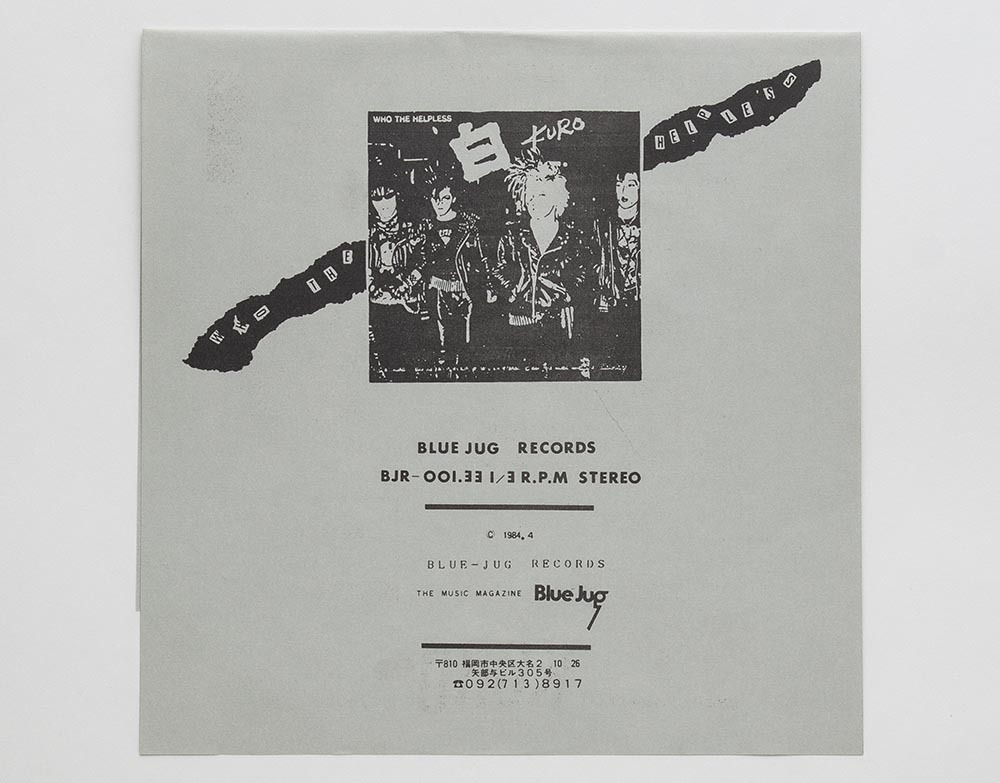 WHO THE HELPLE'SS
WHO THE HELPLESS
白 KURO
BLUE JUG RECORDS
BJR-001.33 1/3 R.P.M STEREO
© 1984.4
BLUE-JUG RECORDS
THE MUSIC MAGAZINE Blue Jug
〒810 福岡市中央区大名2 10 26
矢部与ビル305号
☎092(713)8917